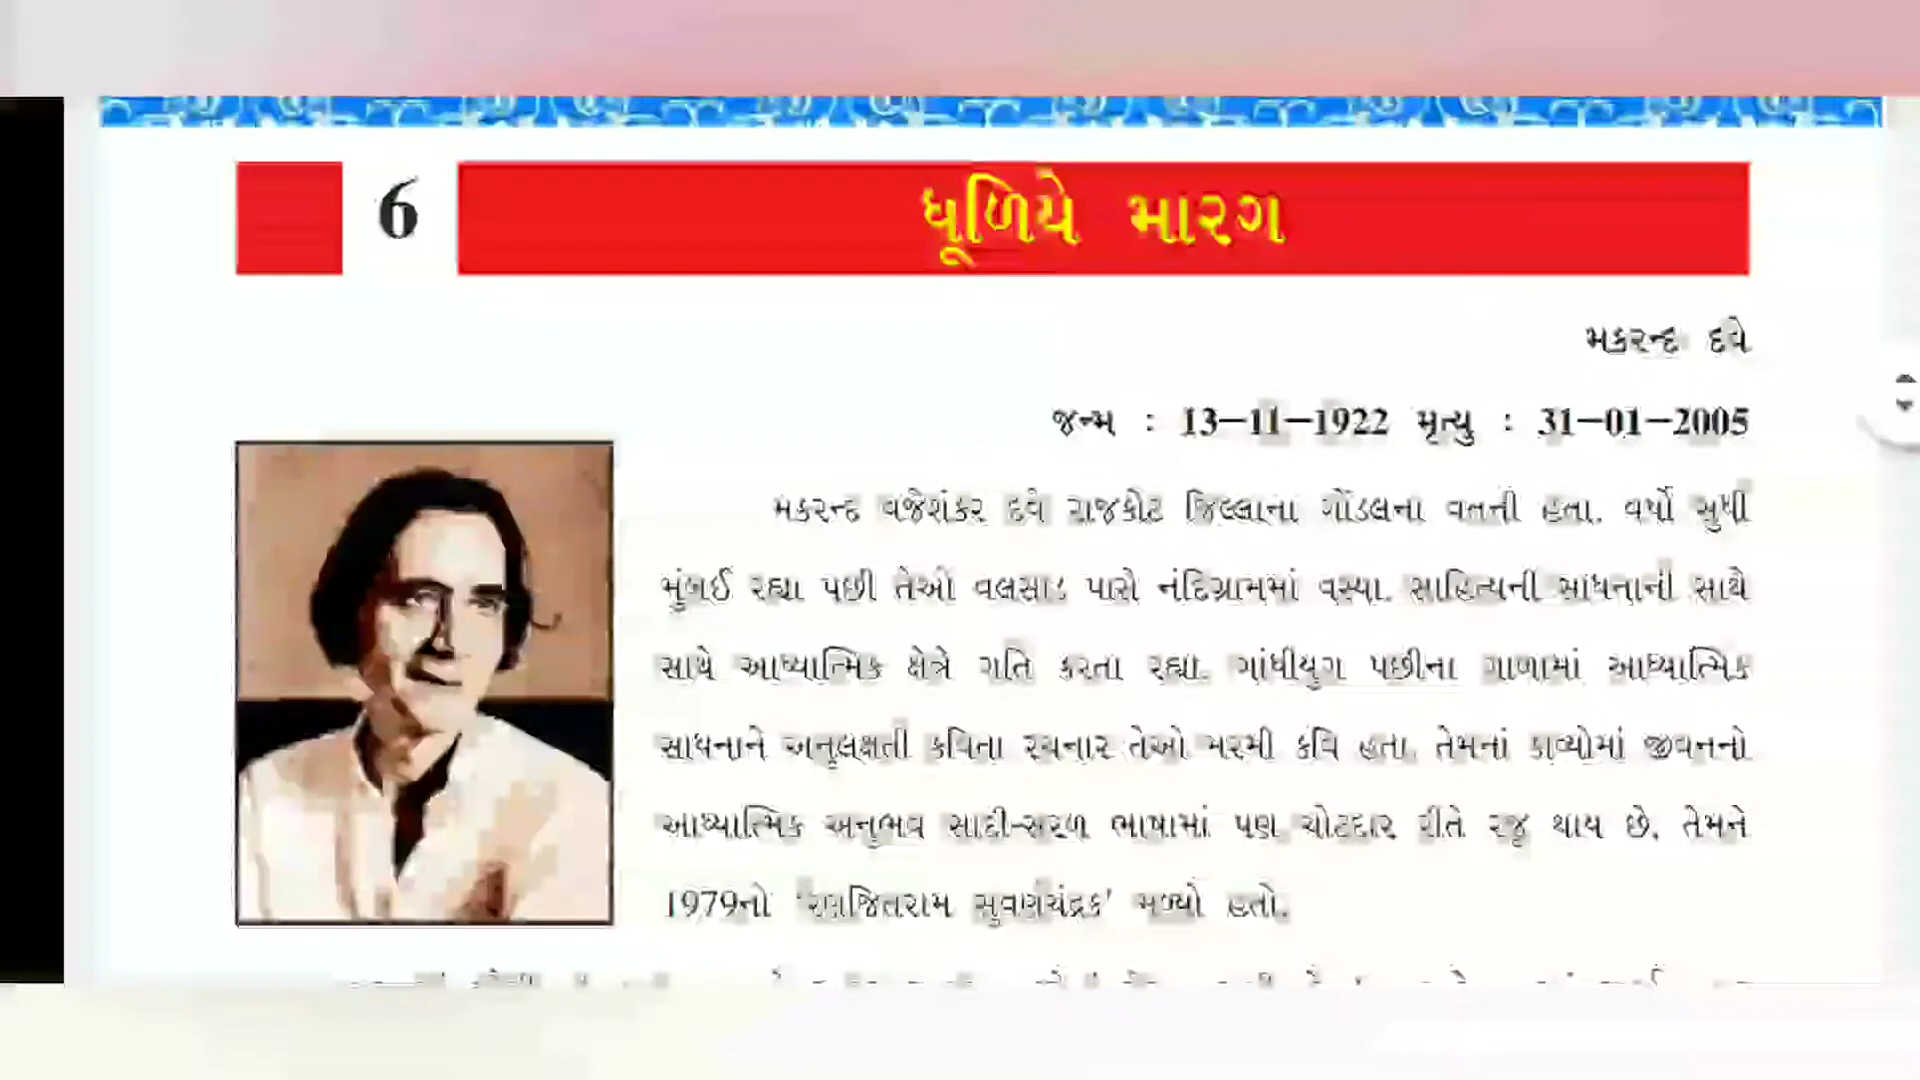 6 ધૂળિયે મારગ
મકરન્દ દવે
જન્મ : 13–11–1922 મૃત્યુ : 31–01–2005
મકરન્દ વજેશંકર દવે રાજકોટ જિલ્લાના ગોંડલના વતની હતા. વર્ષો સુધી
મુંબઈ રહ્યા પછી તેઓ વલસાડ પાસે નંદિગ્રામમાં વસ્યા. સાહિત્યની સાધનાની સાથે
સાથે આધ્યાત્મિક ક્ષેત્રે ગતિ કરતા રહ્યા. ગાંધીયુગ પછીના ગાળામાં આધ્યાત્મિક
સાધનાને અનુલક્ષતી કવિતા રચનાર તેઓ મરમી કવિ હતા. તેમનાં કાવ્યોમાં જીવનનો
આધ્યાત્મિક અનુભવ સાદી-સરળ ભાષામાં પણ ચોટદાર રીતે રજૂ થાય છે. તેમને
1979નો ‘રણજિતરામ સુવર્ણચંદ્રક’ મળ્યો હતો.